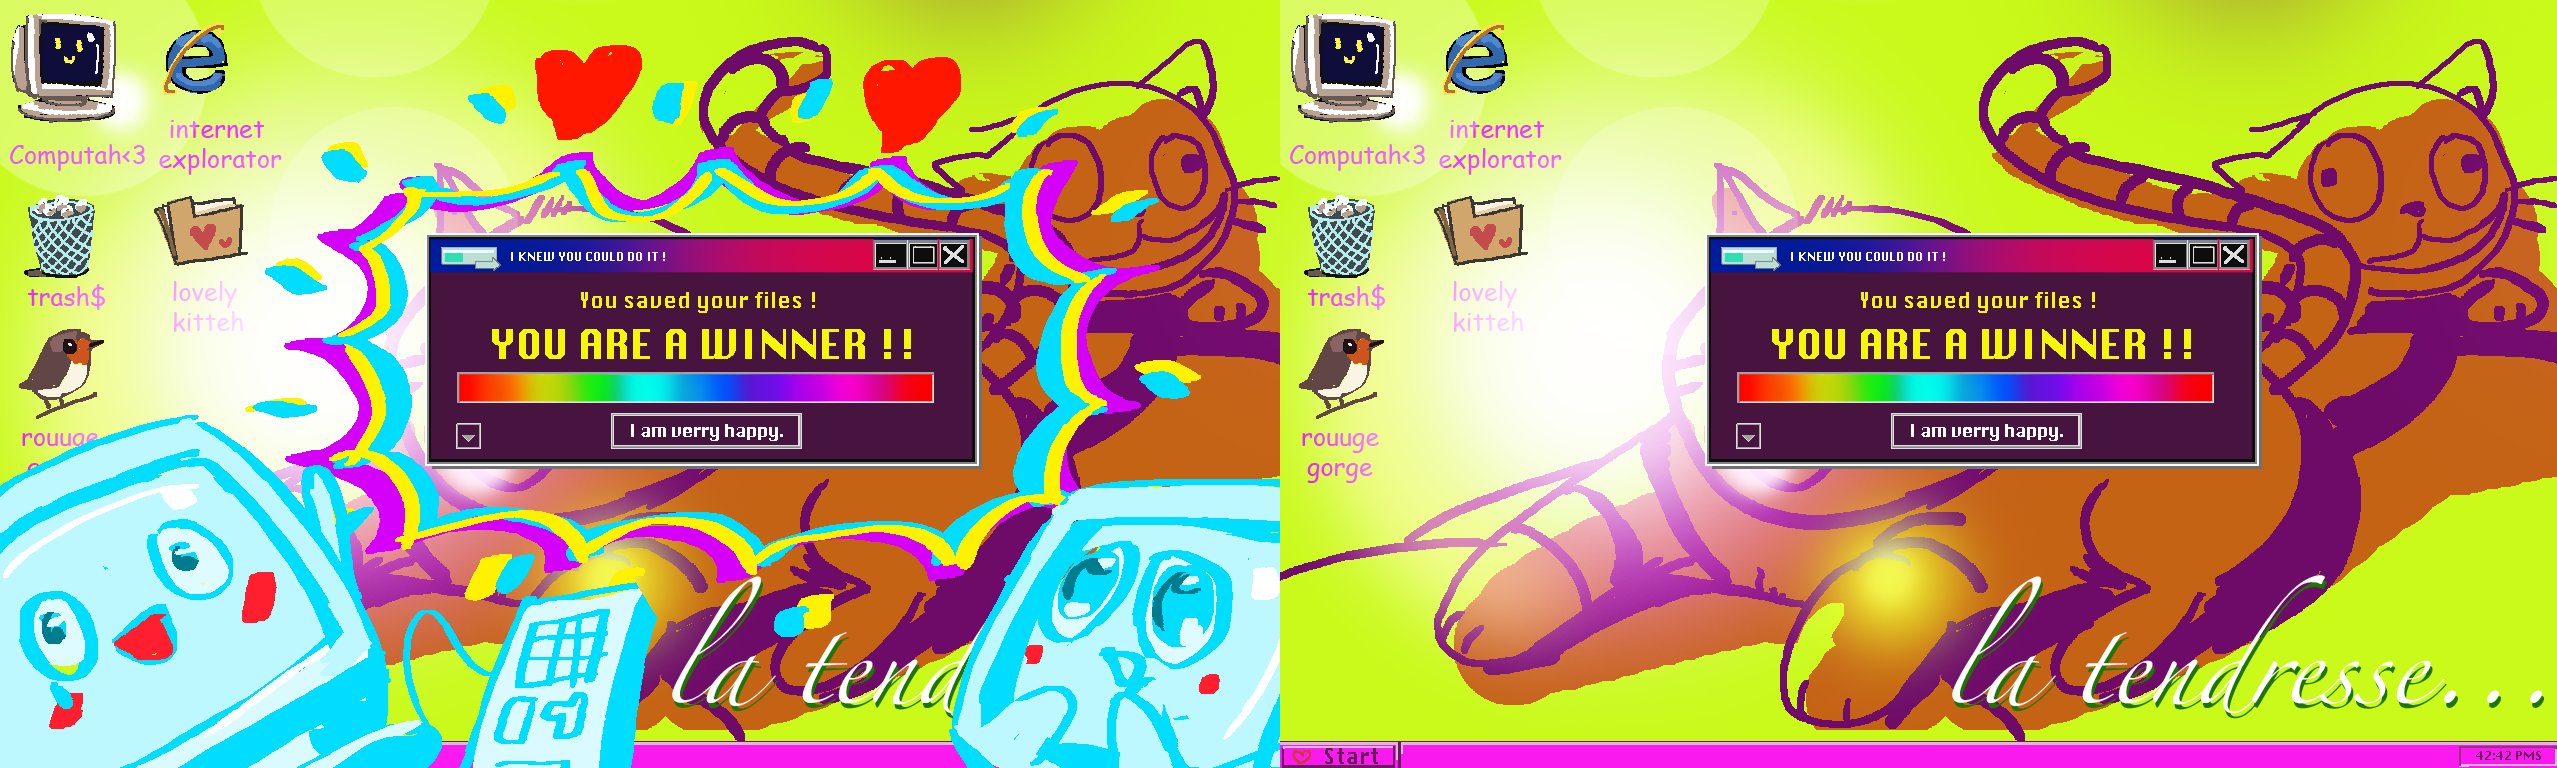 Computah<3
internet
explorator
trash$
lovely
kitteh
rouuge
I KNEW YOU COULD DO IT !
You saved your files !
YOU ARE A WINNER !!
I am verry happy.
la tend
Computah<3
internet
explorator
trash$
lovely
kitteh
rouuge
gorge
I KNEW YOU COULD DO IT !
You saved your files !
YOU ARE A WINNER !!
I am verry happy.
la tendresse...
Start
42:42 PMS